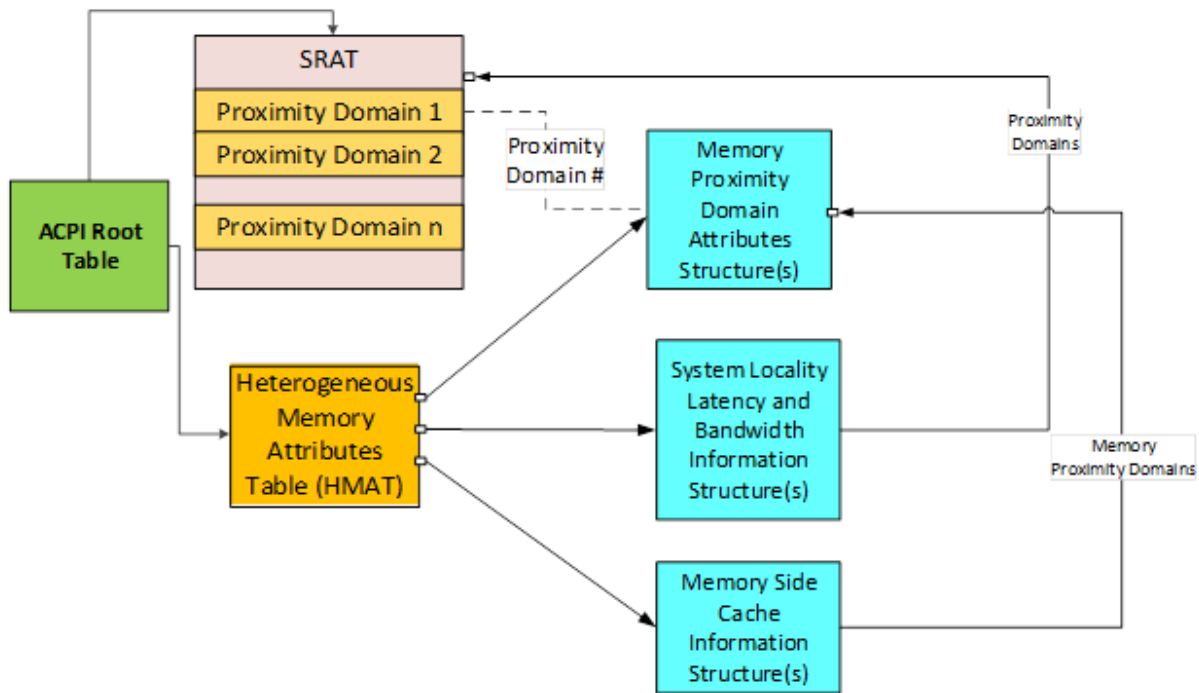 SRAT
Proximity Domain 1
Proximity Domain 2
Proximity Domain n
ACPI Root
Table
Proximity
Domain #
Memory
Proximity
Domain
Attributes
Structure(s)
Proximity
Domains
Heterogeneous
Memory
Attributes
Table (HMAT)
System Locality
Latency and
Bandwidth
Information
Structure(s)
Memory
Proximity Domains
Memory Side
Cache
Information
Structure(s)